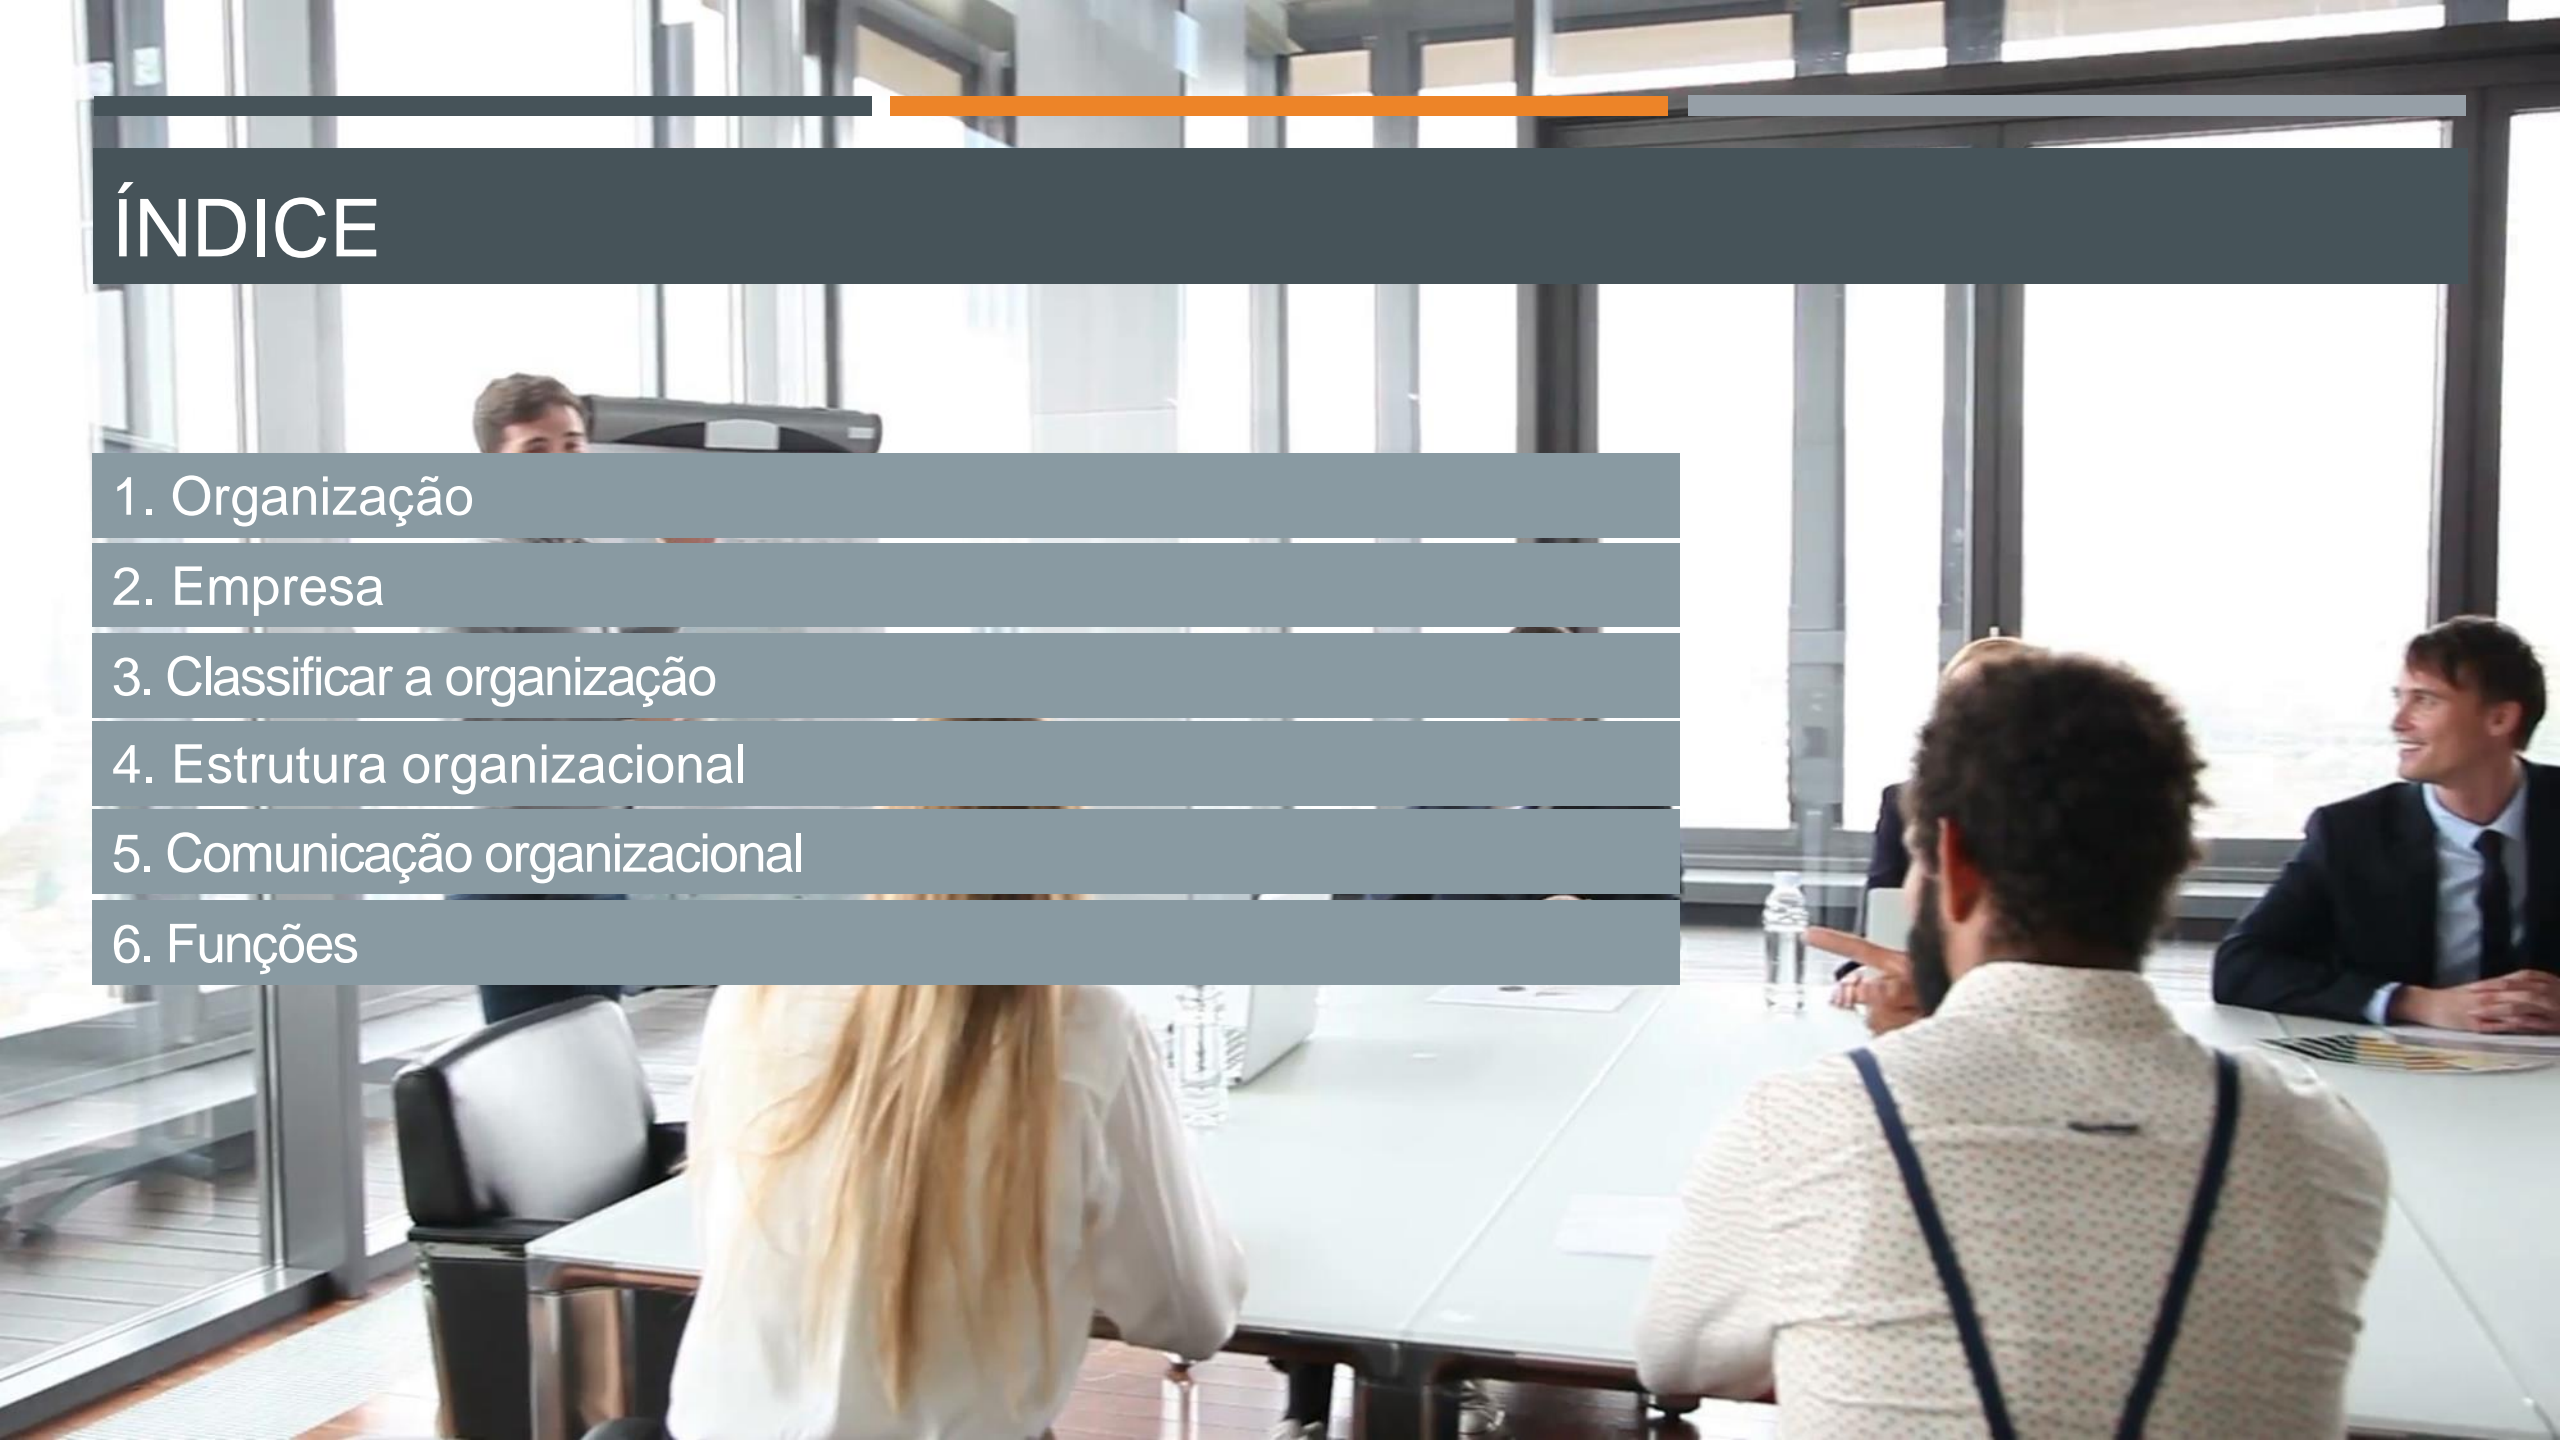 ÍNDICE
1. Organização
2. Empresa
3. Classificar a organização
4. Estrutura organizacional
5. Comunicação organizacional
6. Funções